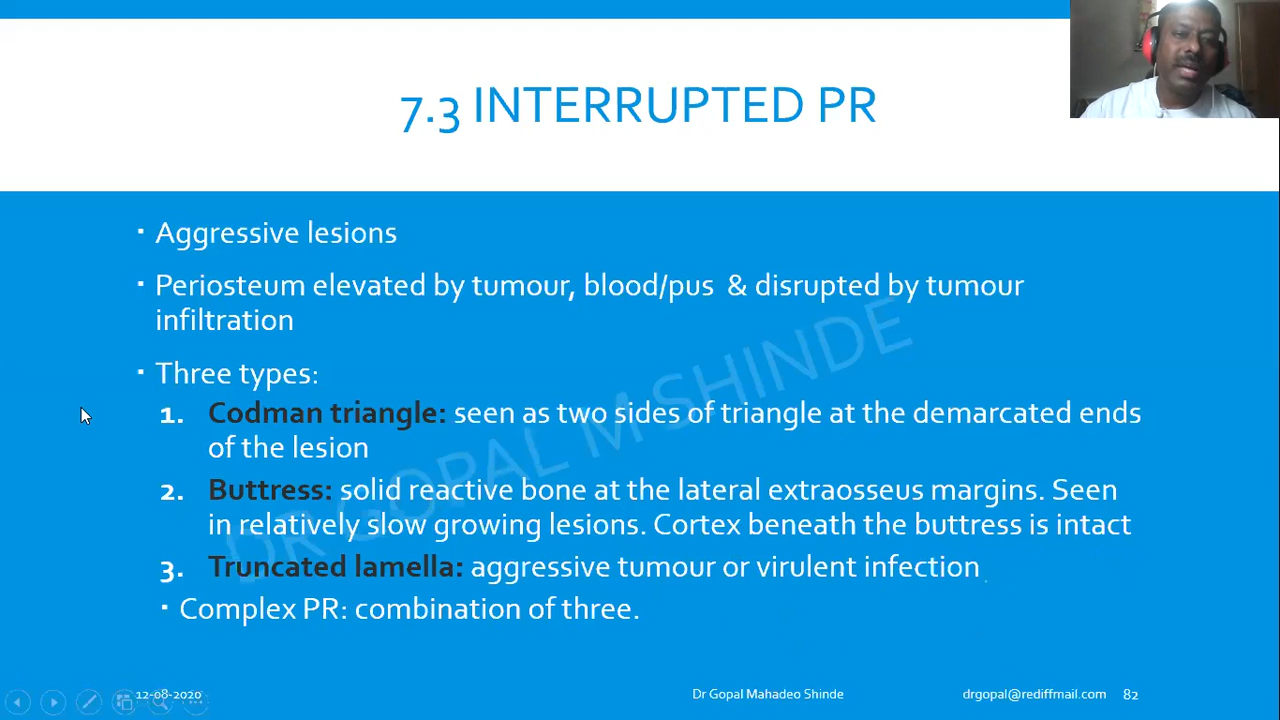 7.3 INTERRUPTED PR
▪ Aggressive lesions
▪ Periosteum elevated by tumour, blood/pus & disrupted by tumour
infiltration
▪ Three types:
1. Codman triangle: seen as two sides of triangle at the demarcated ends
of the lesion
2. Buttress: solid reactive bone at the lateral extraosseus margins. Seen
in relatively slow growing lesions. Cortex beneath the buttress is intact
3. Truncated lamella: aggressive tumour or virulent infection
▪ Complex PR: combination of three.
DR GOPAL M SHINDE
12-08-2020
Dr Gopal Mahadeo Shinde
drgopal@rediffmail.com
82